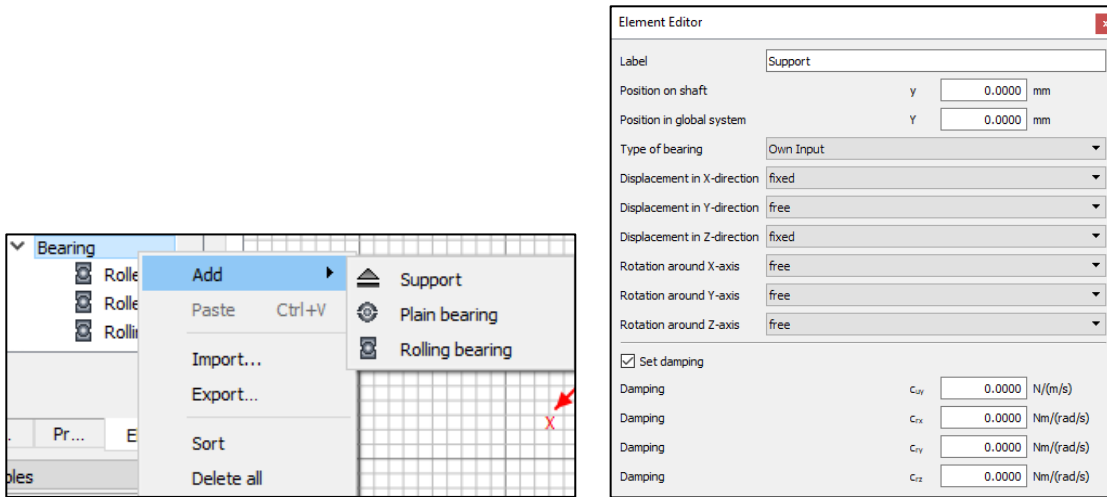 Bearing
Rolle
Rolle
Rollin
Add
Paste Ctrl+V
Import...
Export...
Sort
Delete all
Support
Plain bearing
Rolling bearing
X
Pr...
Element Editor
Label Support
Position on shaft y 0.0000 mm
Position in global system Y 0.0000 mm
Type of bearing Own Input
Displacement in X-direction fixed
Displacement in Y-direction free
Displacement in Z-direction fixed
Rotation around X-axis free
Rotation around Y-axis free
Rotation around Z-axis free
Set damping
Damping cuy 0.0000 N/(m/s)
Damping crx 0.0000 Nm/(rad/s)
Damping cry 0.0000 Nm/(rad/s)
Damping crz 0.0000 Nm/(rad/s)